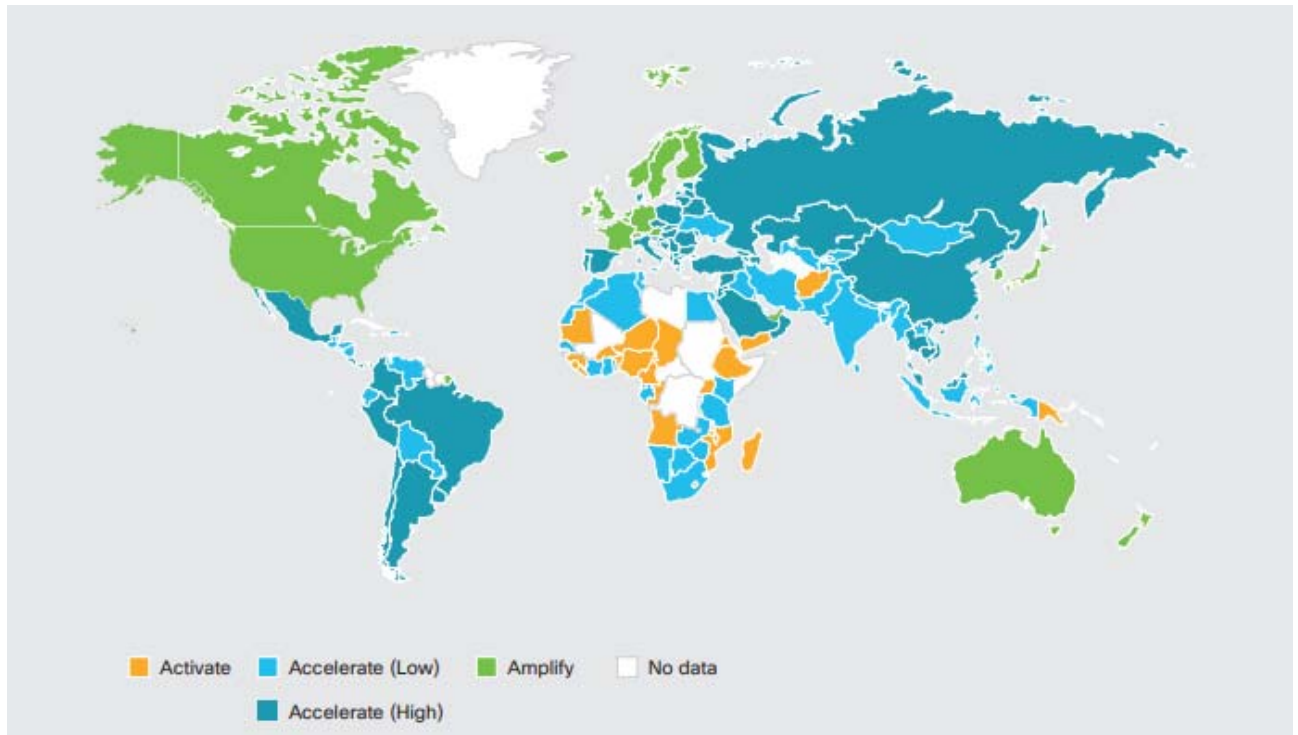 Activate
Accelerate (Low)
Amplify
No data
Accelerate (High)